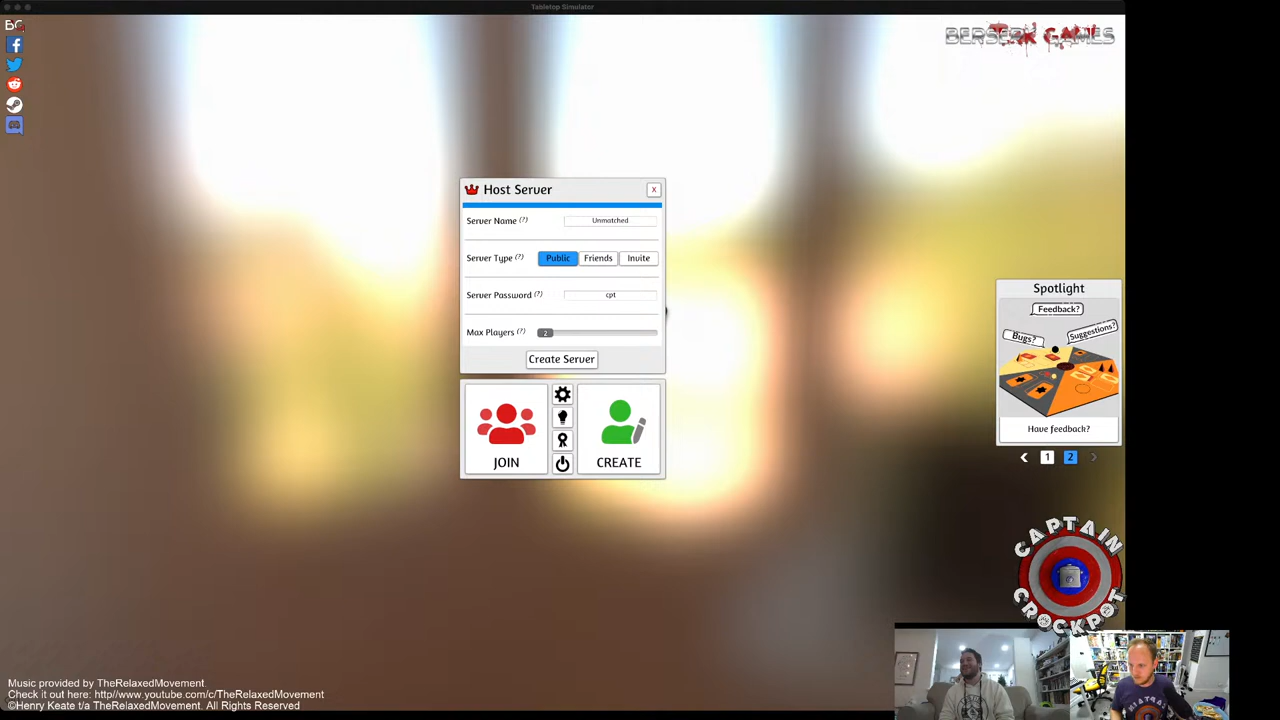 Tabletop Simulator
BG
BERSERK GAMES
Host Server
X
Server Name (?)
Unmatched
Server Type (?)
Public
Friends
Invite
Server Password (?)
cpt
Max Players (?)
2
Create Server
JOIN
CREATE
Spotlight
Feedback?
Bugs?
Suggestions?
Have feedback?
1
2
CAPTAIN
CROCKPOT
Music provided by TheRelaxedMovement.
Check it out here: http//www.youtube.com/c/TheRelaxedMovement
©Henry Keate t/a TheRelaxedMovement. All Rights Reserved